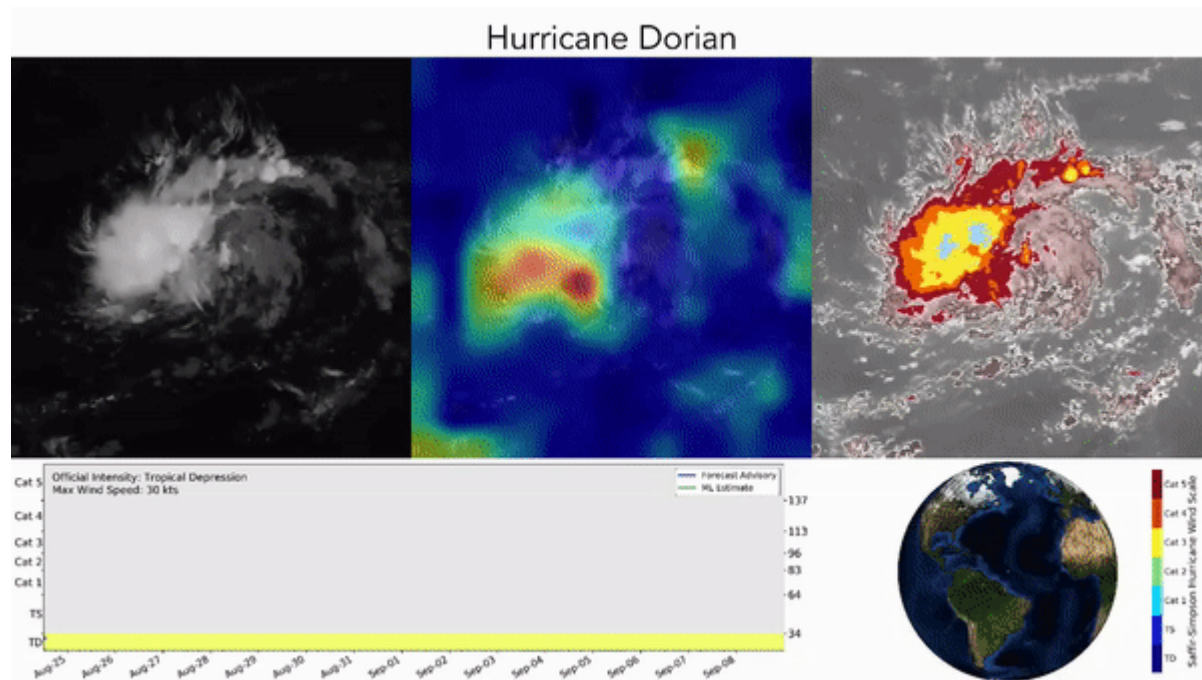 Hurricane Dorian
Official Intensity: Tropical Depression
Max Wind Speed: 30 kts
Forecast Advisory
ML Estimate
Cat 5
Cat 4
Cat 3
Cat 2
Cat 1
TS
TD
137
113
96
83
64
34
Aug-25
Aug-26
Aug-27
Aug-28
Aug-29
Aug-30
Aug-31
Sep-01
Sep-02
Sep-03
Sep-04
Sep-05
Sep-06
Sep-07
Sep-08
Cat 5
Cat 4
Cat 3
Cat 2
Cat 1
TS
TD
Saffir-Simpson Hurricane Wind Scale